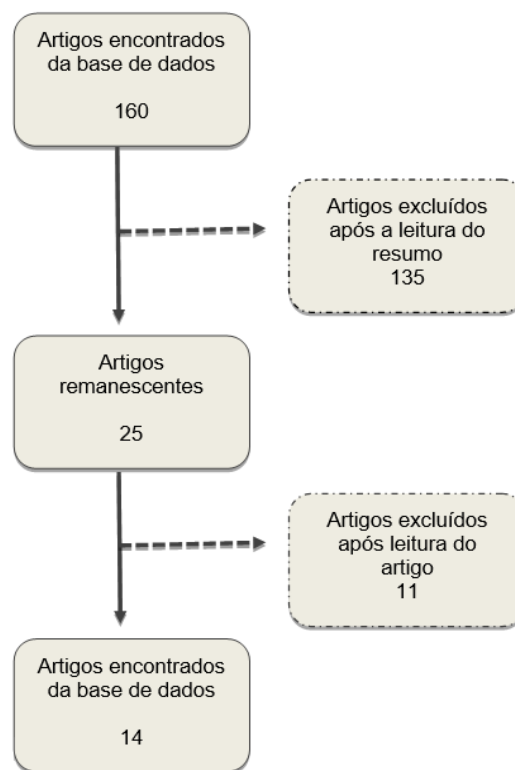 Artigos encontrados
da base de dados
160
Artigos excluídos
após a leitura do
resumo
135
Artigos
remanescentes
25
Artigos excluídos
após leitura do
artigo
11
Artigos encontrados
da base de dados
14